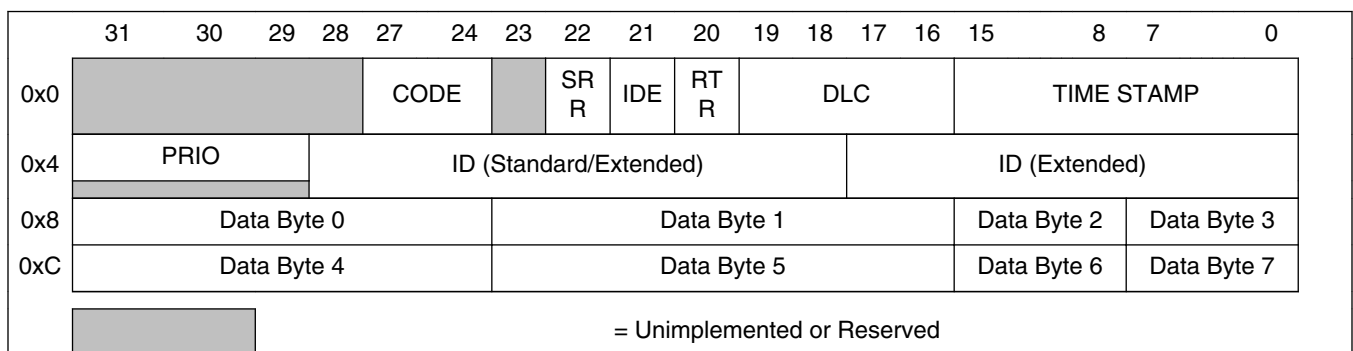 31 30 29 28 27 24 23 22 21 20 19 18 17 16 15 8 7 0
0x0 CODE SR R IDE RT R DLC TIME STAMP
0x4 PRIO ID (Standard/Extended) ID (Extended)
0x8 Data Byte 0 Data Byte 1 Data Byte 2 Data Byte 3
0xC Data Byte 4 Data Byte 5 Data Byte 6 Data Byte 7
= Unimplemented or Reserved